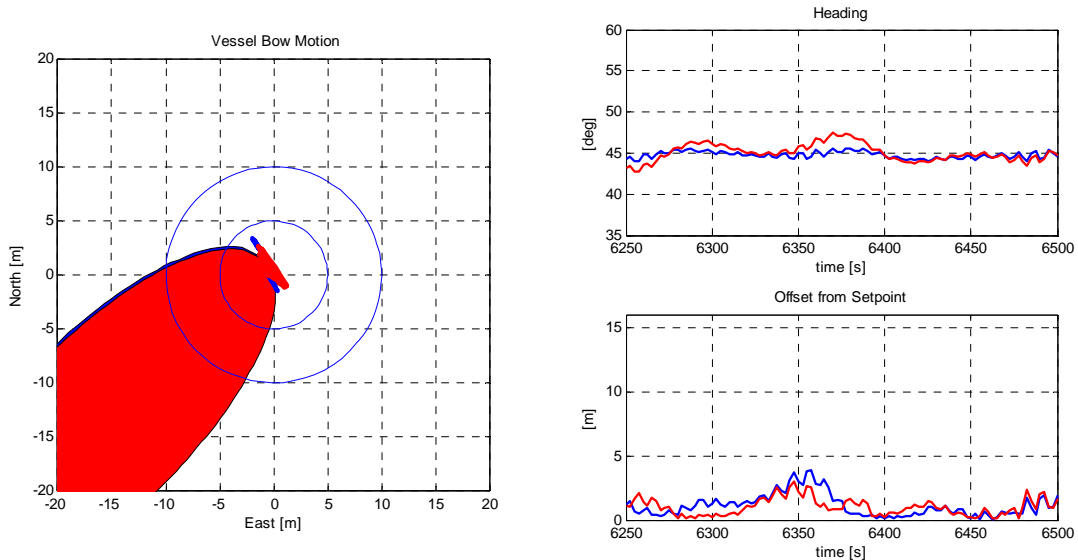 Vessel Bow Motion
20
15
10
5
0
-5
-10
-15
-20
North [m]
-20 -15 -10 -5 0 5 10 15 20
East [m]
Heading
60
55
50
45
40
35
[deg]
6250 6300 6350 6400 6450 6500
time [s]
Offset from Setpoint
15
10
5
0
[m]
6250 6300 6350 6400 6450 6500
time [s]